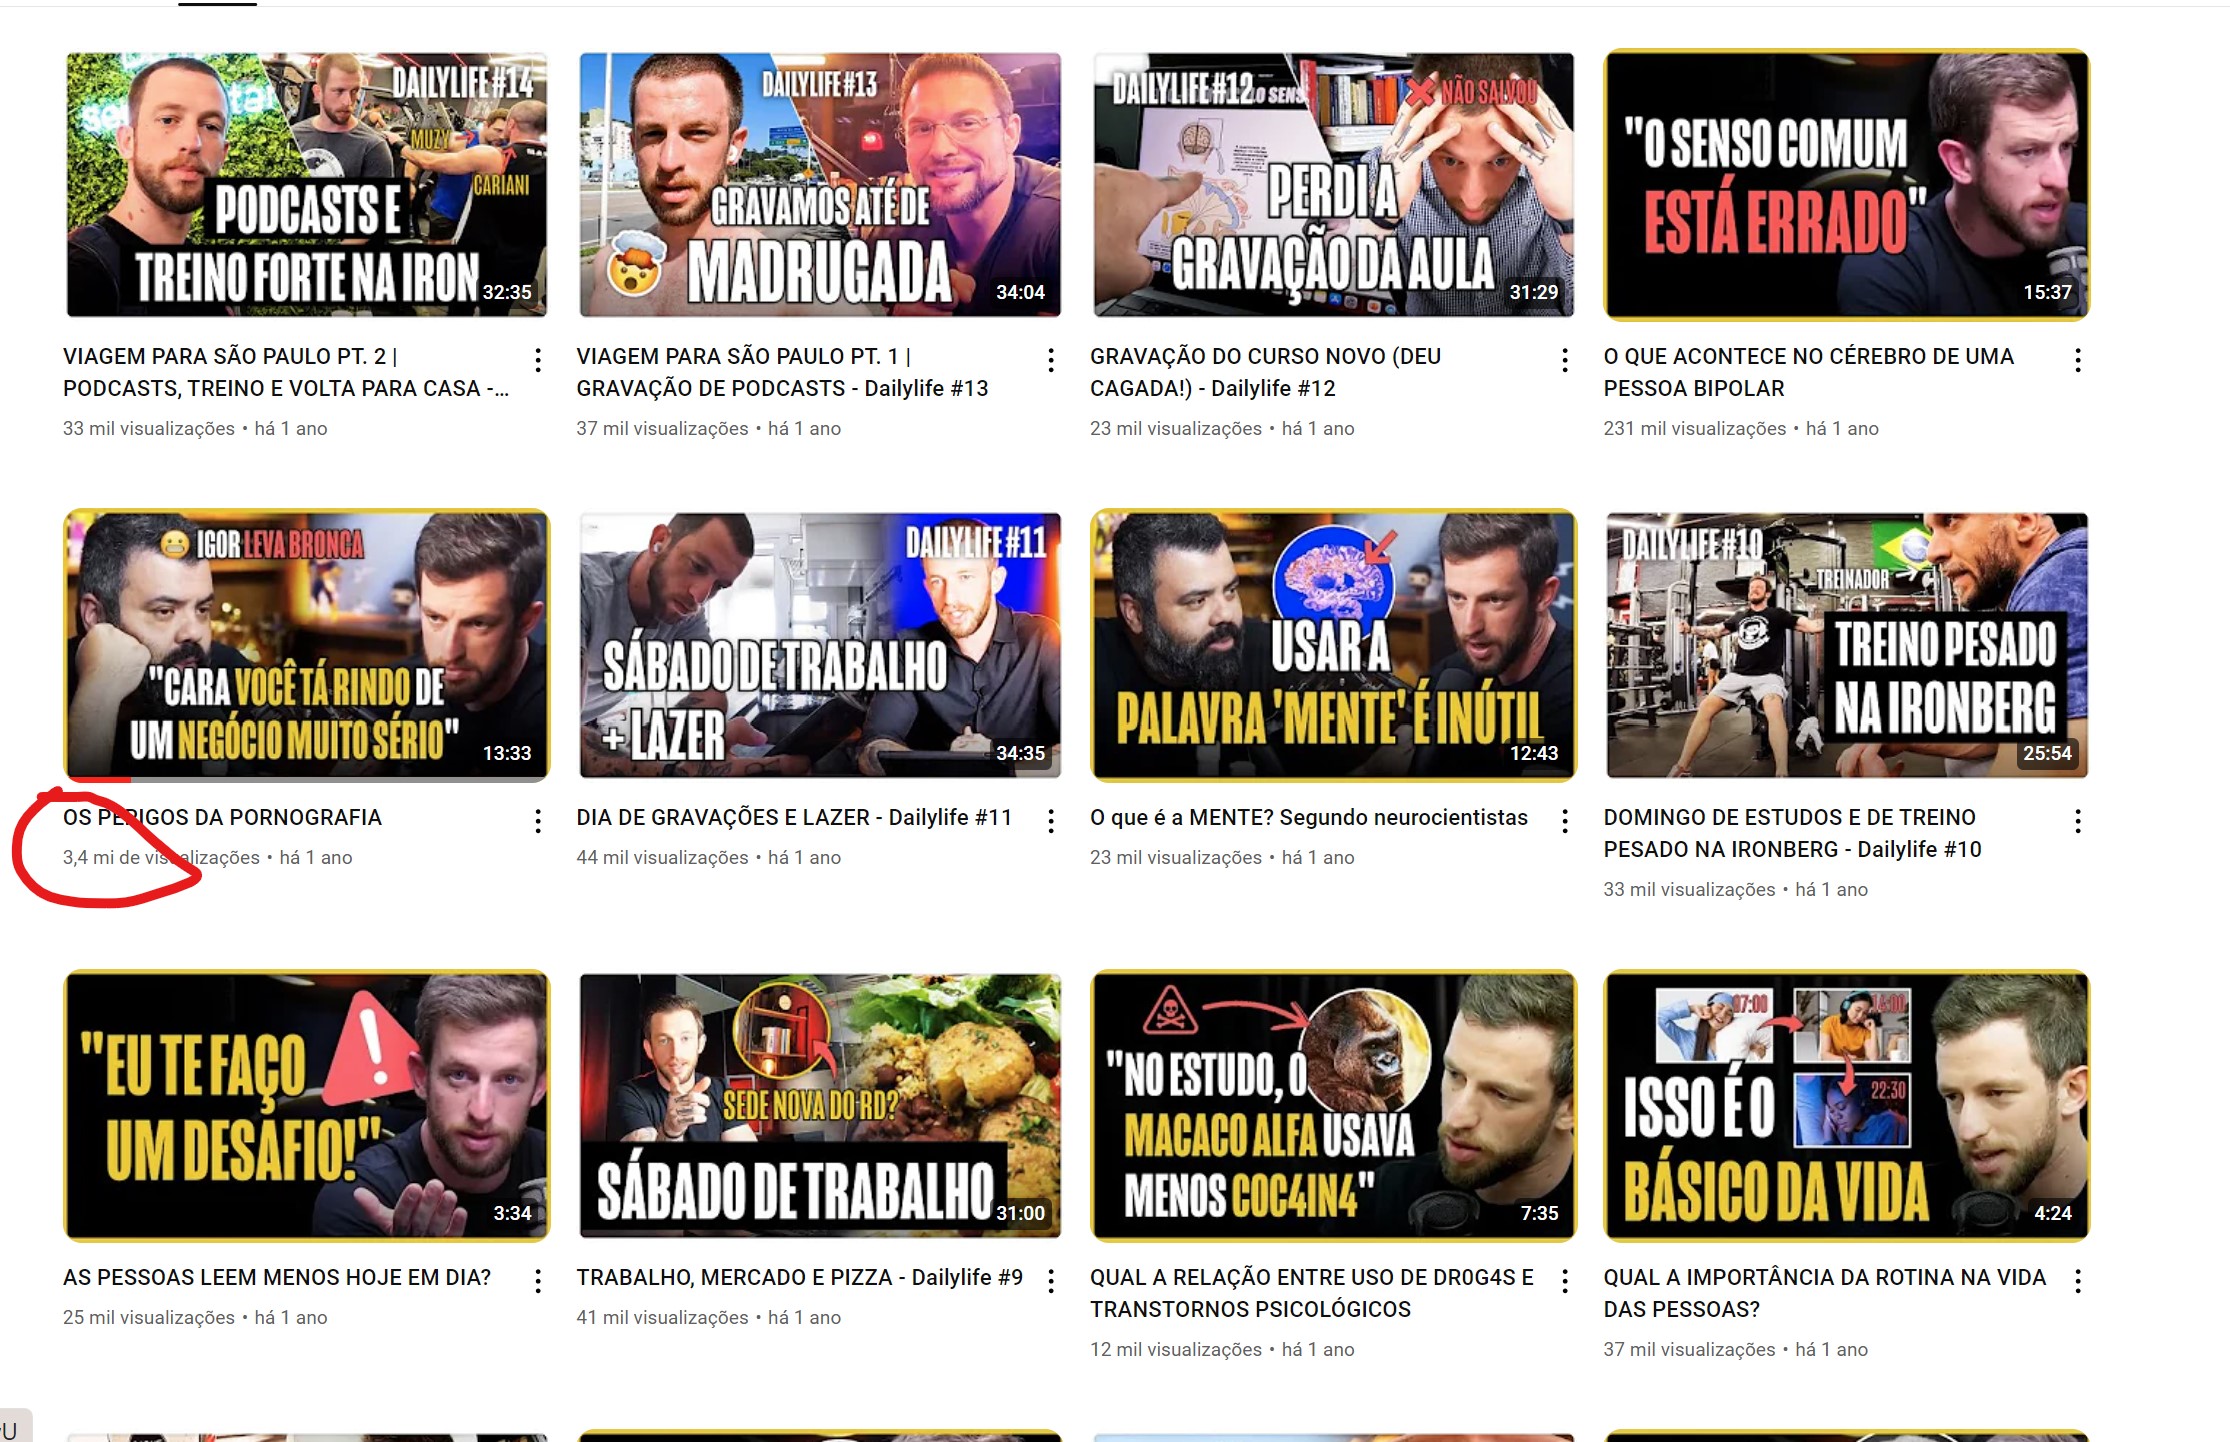 DAILYLIFE #14
MUZY
CARIANI
PODCASTS E
TREINO FORTE NA IRON
32:35
DAILYLIFE #13
GRAVAMOS ATÉ DE
MADRUGADA
34:04
DAILYLIFE #12
NÃO SALVOU
PERDI A
GRAVAÇÃO DA AULA
31:29
"O SENSO COMUM
ESTÁ ERRADO"
15:37
VIAGEM PARA SÃO PAULO PT. 2 |
PODCASTS, TREINO E VOLTA PARA CASA -...
33 mil visualizações • há 1 ano
VIAGEM PARA SÃO PAULO PT. 1 |
GRAVAÇÃO DE PODCASTS - Dailylife #13
37 mil visualizações • há 1 ano
GRAVAÇÃO DO CURSO NOVO (DEU
CAGADA!) - Dailylife #12
23 mil visualizações • há 1 ano
O QUE ACONTECE NO CÉREBRO DE UMA
PESSOA BIPOLAR
231 mil visualizações • há 1 ano
IGOR LEVA BRONCA
"CARA VOCÊ TÁ RINDO DE
UM NEGÓCIO MUITO SÉRIO"
13:33
DAILYLIFE #11
SÁBADO DE TRABALHO
+ LAZER
34:35
USAR A
PALAVRA 'MENTE' É INÚTIL
12:43
DAILYLIFE #10
TREINADOR
TREINO PESADO
NA IRONBERG
25:54
OS PERIGOS DA PORNOGRAFIA
3,4 mi de visualizações • há 1 ano
DIA DE GRAVAÇÕES E LAZER - Dailylife #11
44 mil visualizações • há 1 ano
O que é a MENTE? Segundo neurocientistas
23 mil visualizações • há 1 ano
DOMINGO DE ESTUDOS E DE TREINO
PESADO NA IRONBERG - Dailylife #10
33 mil visualizações • há 1 ano
"EU TE FAÇO
UM DESAFIO!"
3:34
SEDE NOVA DO RD?
SÁBADO DE TRABALHO
31:00
"NO ESTUDO, O
MACACO ALFA USAVA
MENOS COC4IN4"
7:35
07:00
14:00
22:30
ISSO É O
BÁSICO DA VIDA
4:24
AS PESSOAS LEEM MENOS HOJE EM DIA?
25 mil visualizações • há 1 ano
TRABALHO, MERCADO E PIZZA - Dailylife #9
41 mil visualizações • há 1 ano
QUAL A RELAÇÃO ENTRE USO DE DR0G4S E
TRANSTORNOS PSICOLÓGICOS
12 mil visualizações • há 1 ano
QUAL A IMPORTÂNCIA DA ROTINA NA VIDA
DAS PESSOAS?
37 mil visualizações • há 1 ano